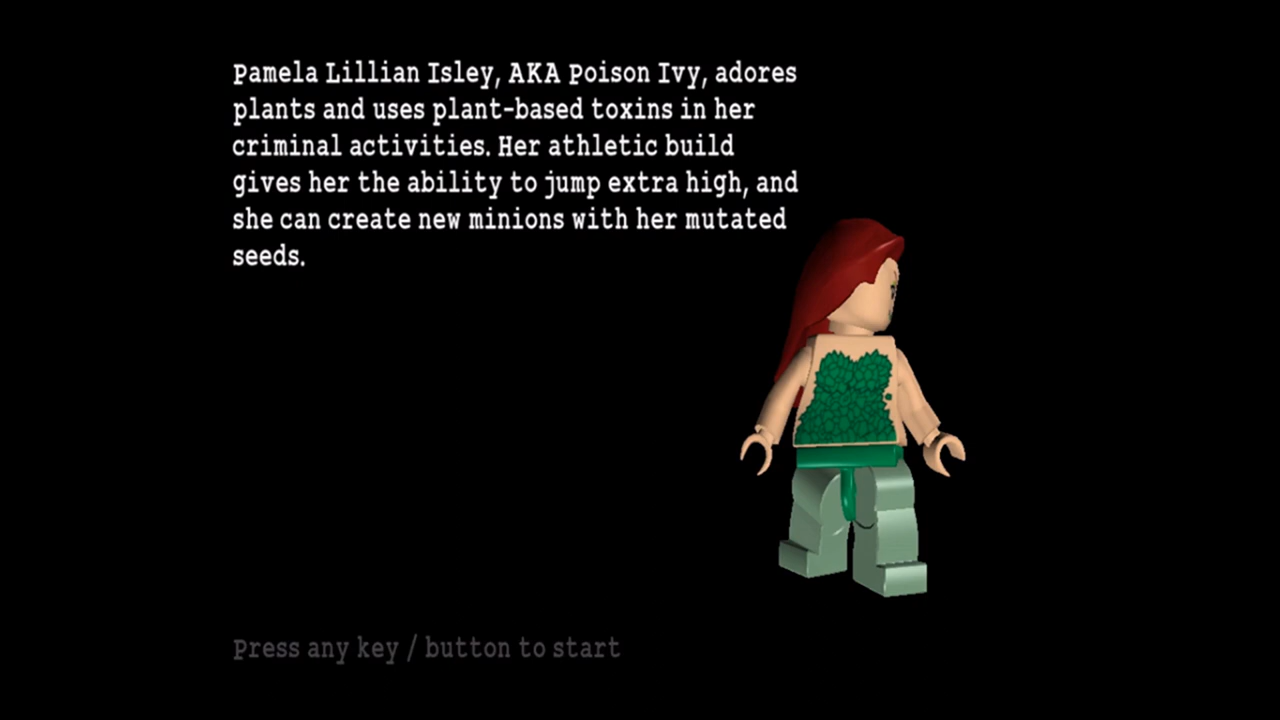 Pamela Lillian Isley, AKA Poison Ivy, adores
plants and uses plant-based toxins in her
criminal activities. Her athletic build
gives her the ability to jump extra high, and
she can create new minions with her mutated
seeds.
Press any key / button to start